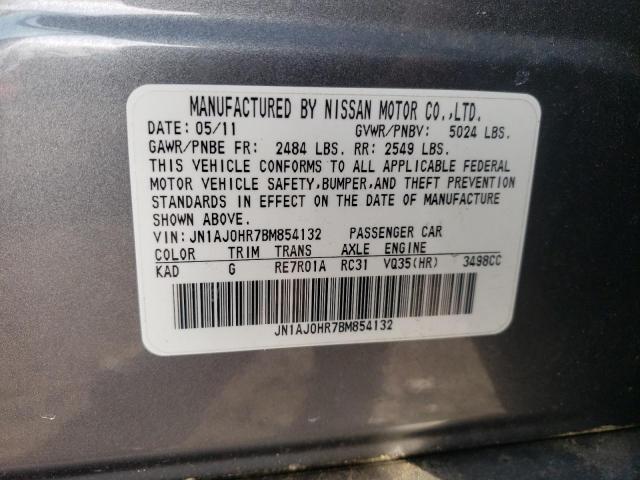 MANUFACTURED BY NISSAN MOTOR CO.,LTD.
DATE: 05/11 GVWR/PNBV: 5024 LBS.
GAWR/PNBE FR: 2484 LBS. RR: 2549 LBS.
THIS VEHICLE CONFORMS TO ALL APPLICABLE FEDERAL
MOTOR VEHICLE SAFETY,BUMPER,AND THEFT PREVENTION
STANDARDS IN EFFECT ON THE DATE OF MANUFACTURE
SHOWN ABOVE.
VIN:JN1AJ0HR7BM854132 PASSENGER CAR
COLOR TRIM TRANS AXLE ENGINE
KAD G RE7R01A RC31 VQ35(HR) 3498CC
JN1AJ0HR7BM854132